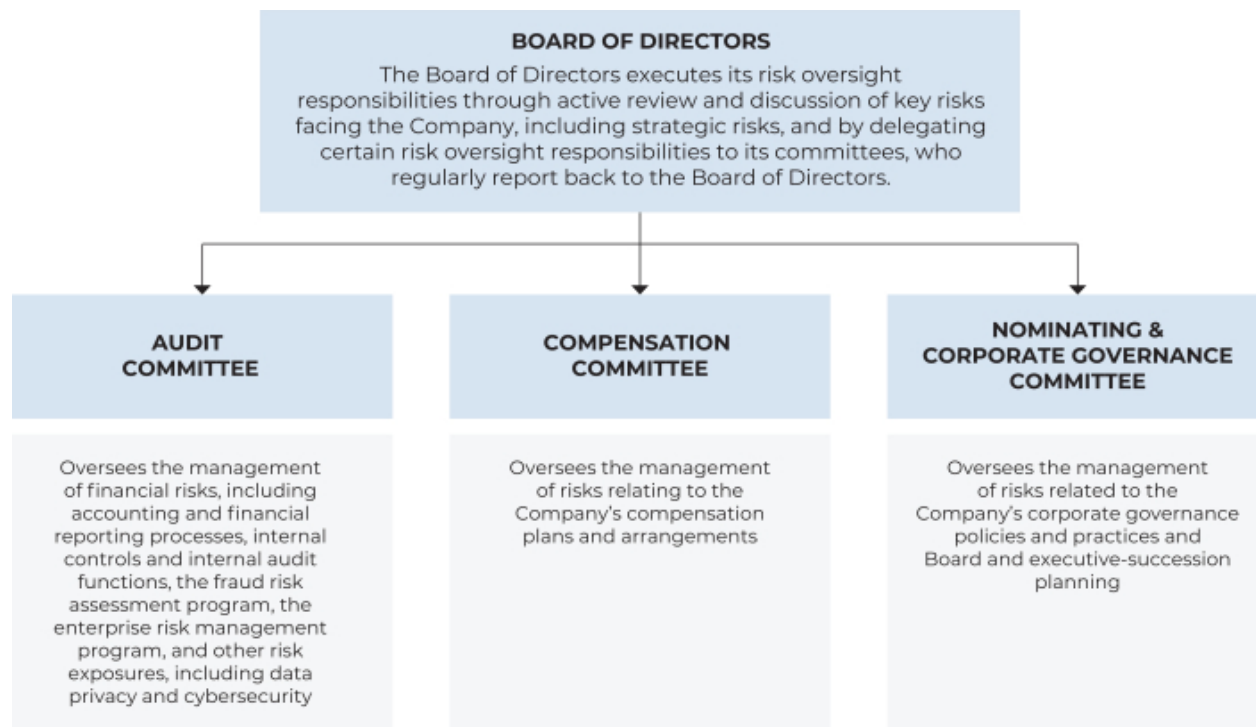 BOARD OF DIRECTORS
The Board of Directors executes its risk oversight
responsibilities through active review and discussion of key risks
facing the Company, including strategic risks, and by delegating
certain risk oversight responsibilities to its committees, who
regularly report back to the Board of Directors.
AUDIT
COMMITTEE
Oversees the management
of financial risks, including
accounting and financial
reporting processes, internal
controls and internal audit
functions, the fraud risk
assessment program, the
enterprise risk management
program, and other risk
exposures, including data
privacy and cybersecurity
COMPENSATION
COMMITTEE
Oversees the management
of risks relating to the
Company's compensation
plans and arrangements
NOMINATING &
CORPORATE GOVERNANCE
COMMITTEE
Oversees the management
of risks related to the
Company's corporate governance
policies and practices and
Board and executive-succession
planning